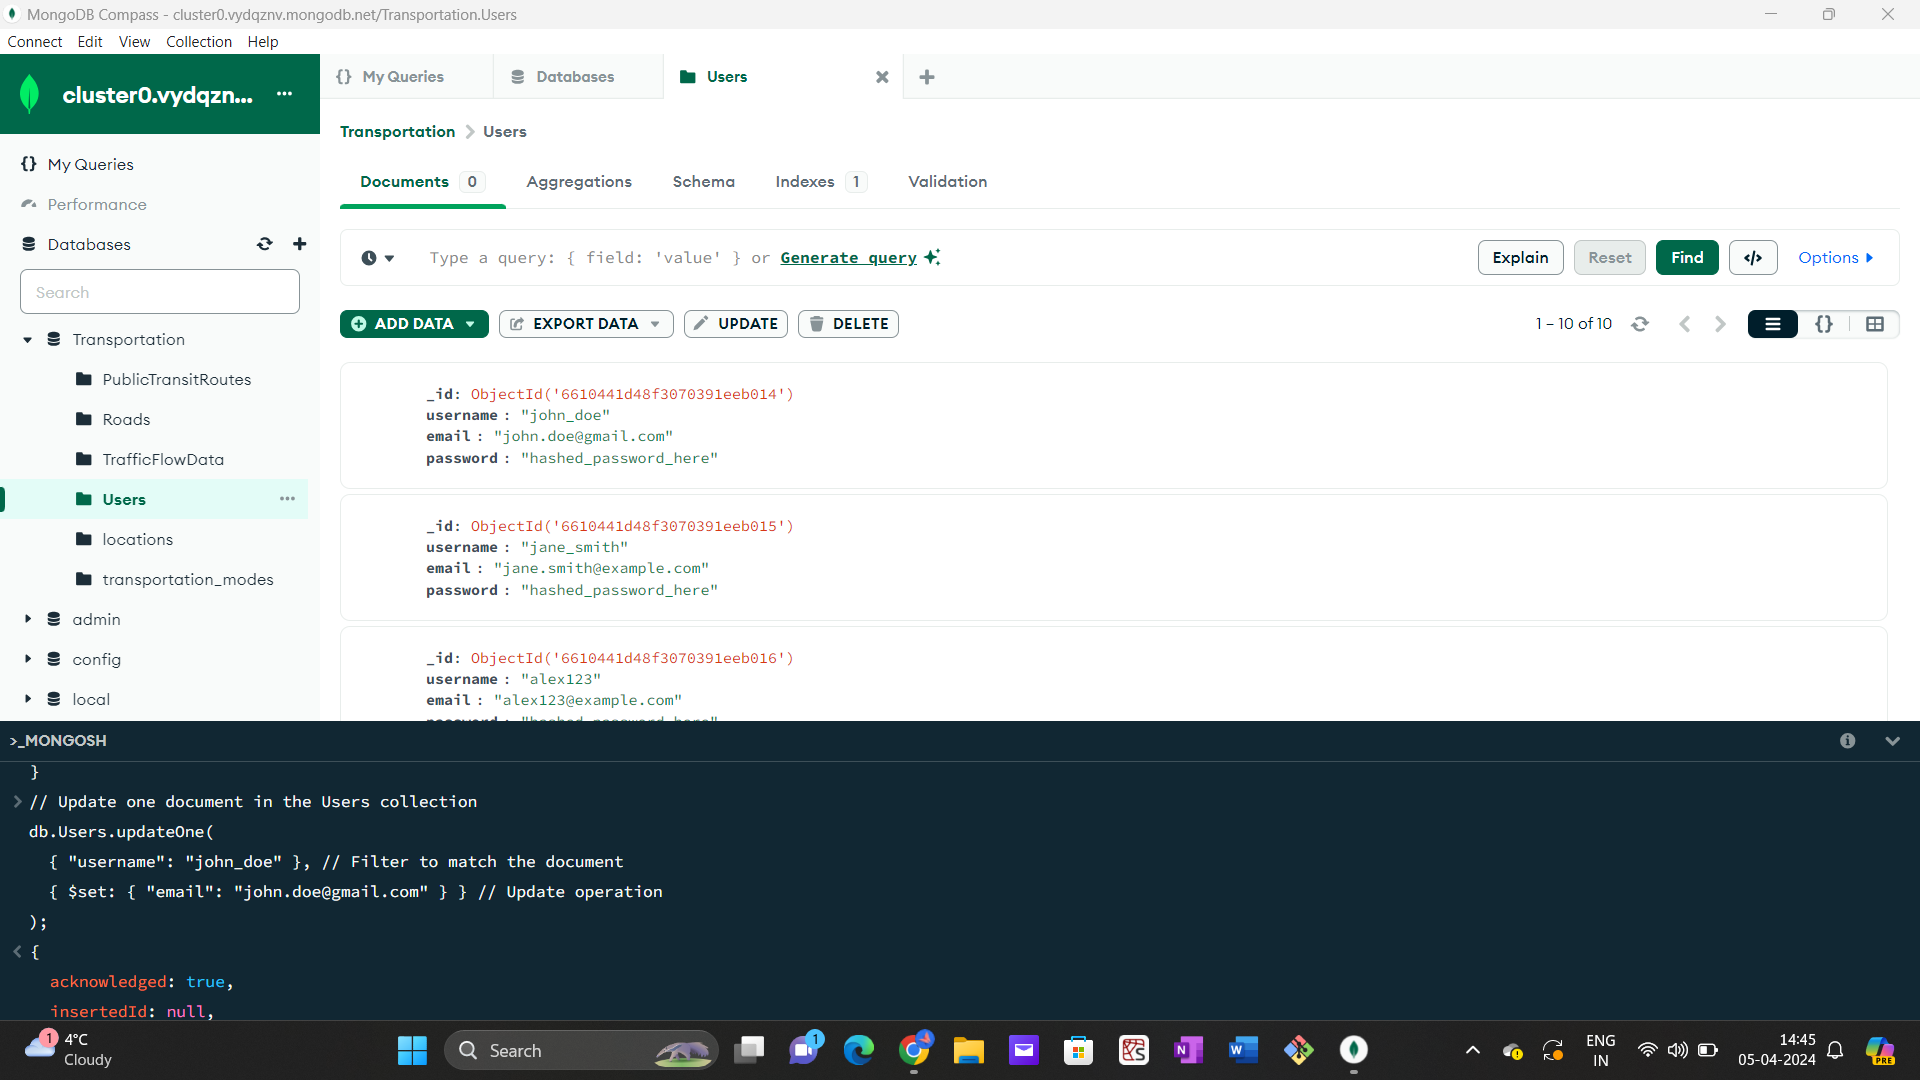 MongoDB Compass - cluster0.vydqznv.mongodb.net/Transportation.Users
Connect Edit View Collection Help
cluster0.vydqzn... ...
My Queries
Performance
Databases
Search
Transportation
PublicTransitRoutes
Roads
TrafficFlowData
Users ...
locations
transportation_modes
admin
config
local
{} My Queries
Databases
Users
Transportation > Users
Documents 0
Aggregations
Schema
Indexes 1
Validation
Type a query: { field: 'value' } or Generate query
Explain
Reset
Find
</>
Options
ADD DATA
EXPORT DATA
UPDATE
DELETE
1 – 10 of 10
{}
_id: ObjectId('6610441d48f3070391eeb014')
username : "john_doe"
email : "john.doe@gmail.com"
password : "hashed_password_here"
_id: ObjectId('6610441d48f3070391eeb015')
username : "jane_smith"
email : "jane.smith@example.com"
password : "hashed_password_here"
_id: ObjectId('6610441d48f3070391eeb016')
username : "alex123"
email : "alex123@example.com"
password : "hashed_password_here"
>_MONGOSH
}
> // Update one document in the Users collection
db.Users.updateOne(
{ "username": "john_doe" }, // Filter to match the document
{ $set: { "email": "john.doe@gmail.com" } } // Update operation
);
< {
acknowledged: true,
insertedId: null,
1
4°C
Cloudy
Search
1
ENG
IN
14:45
05-04-2024
PRE